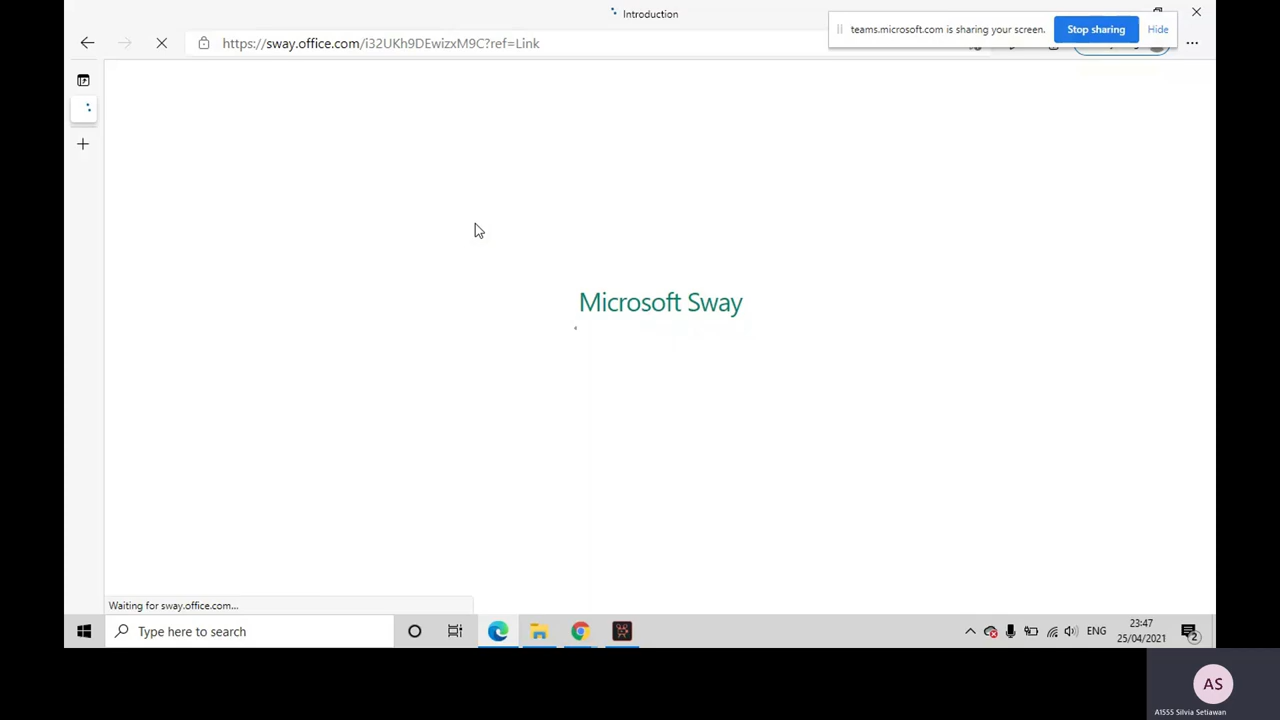 Introduction
teams.microsoft.com is sharing your screen.
Stop sharing
Hide
https://sway.office.com/i32UKh9DEwizxM9C?ref=Link
Microsoft Sway
Waiting for sway.office.com...
Type here to search
ENG
23:47
25/04/2021
2
AS
A1555 Silvia Setiawan